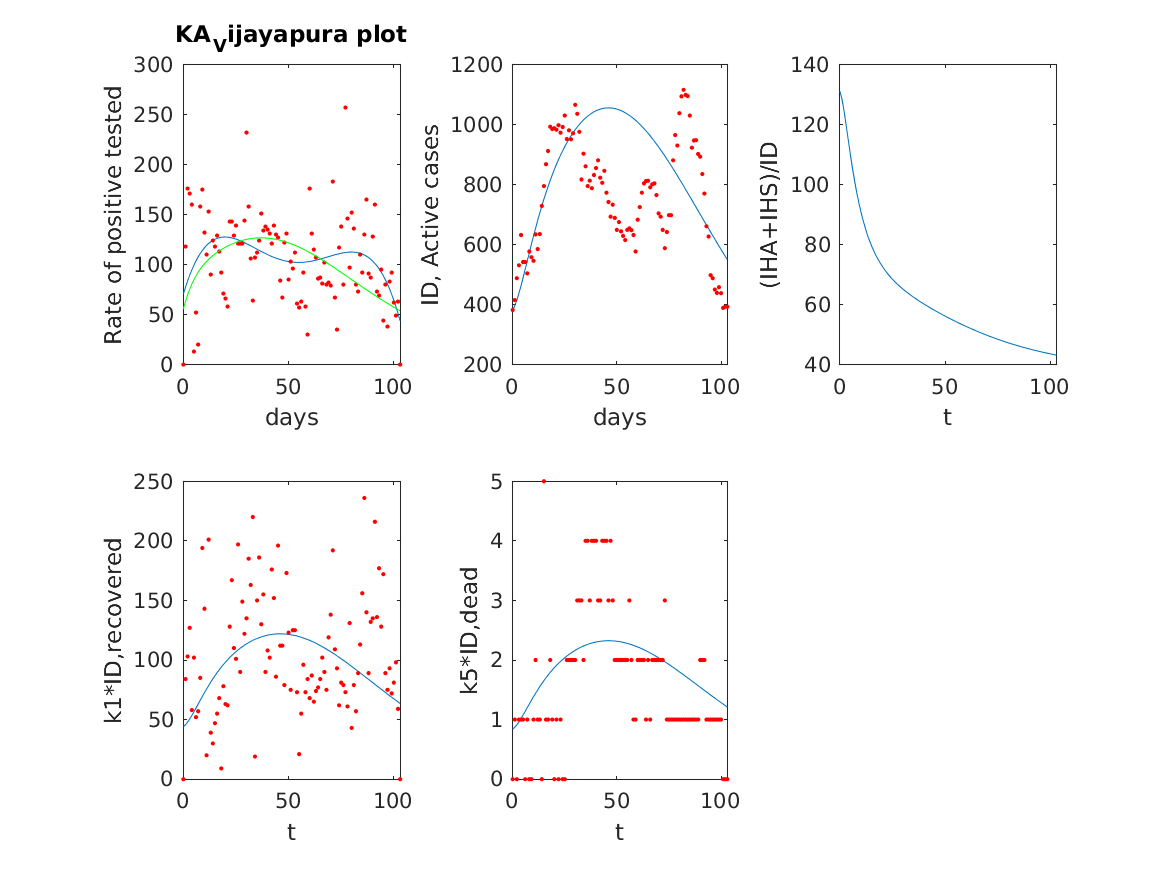 KA_Vijayapura plot
300
250
200
150
100
50
0
0 50 100
days
Rate of positive tested
1200
1000
800
600
400
200
0 50 100
days
ID, Active cases
140
120
100
80
60
40
0 50 100
t
(IHA+IHS)/ID
250
200
150
100
50
0
0 50 100
t
k1*ID,recovered
5
4
3
2
1
0
0 50 100
t
k5*ID,dead